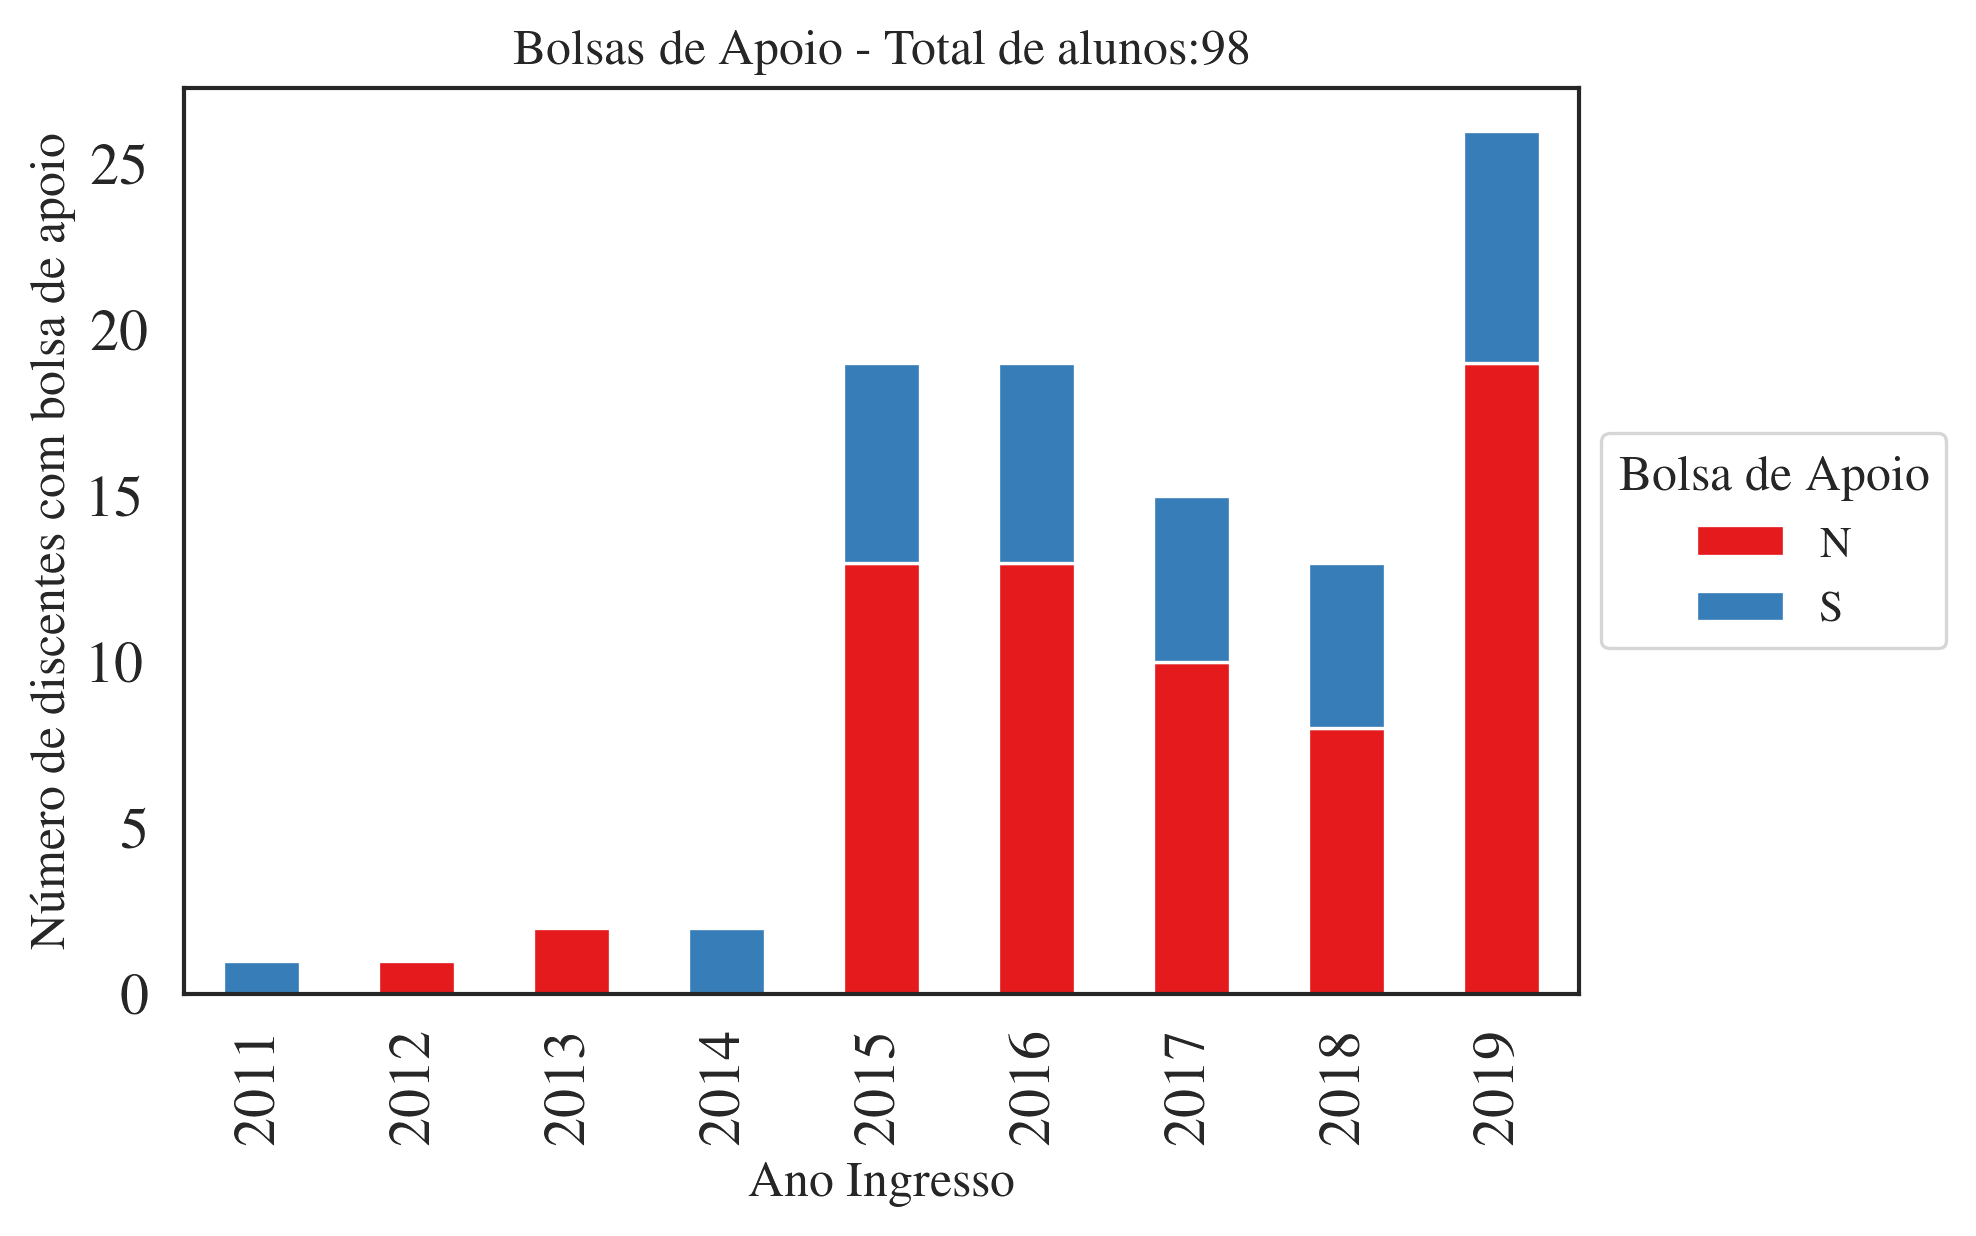 Bolsas de Apoio - Total de alunos:98
Número de discentes com bolsa de apoio
25
20
15
10
5
0
2011
2012
2013
2014
2015
2016
2017
2018
2019
Ano Ingresso
Bolsa de Apoio
N
S